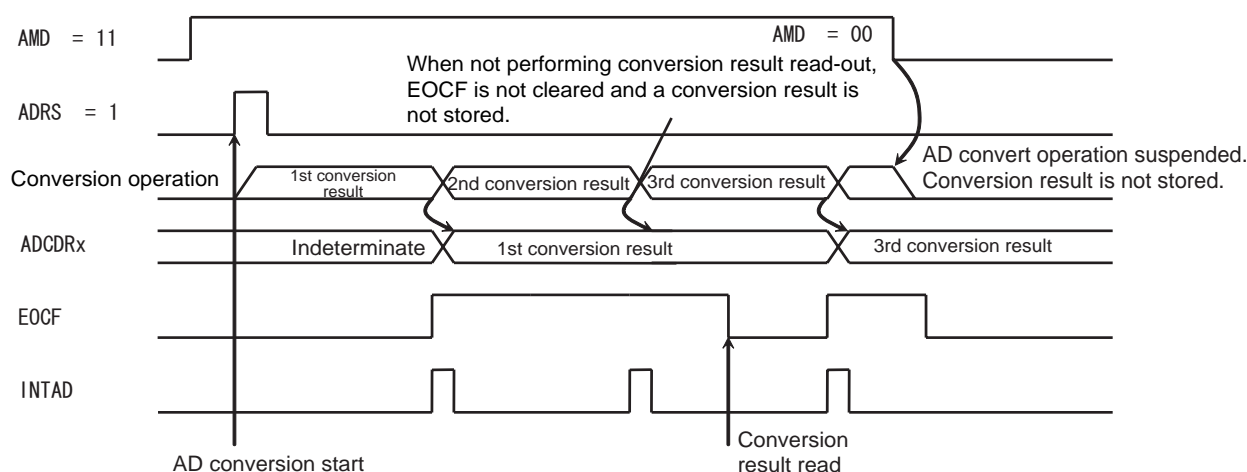 AMD = 11
AMD = 00
When not performing conversion result read-out,
EOCF is not cleared and a conversion result is
not stored.
ADRS = 1
AD convert operation suspended.
Conversion result is not stored.
Conversion operation
1st conversion
result
2nd conversion result
3rd conversion result
ADCDRx
Indeterminate
1st conversion result
3rd conversion result
EOCF
INTAD
AD conversion start
Conversion
result read